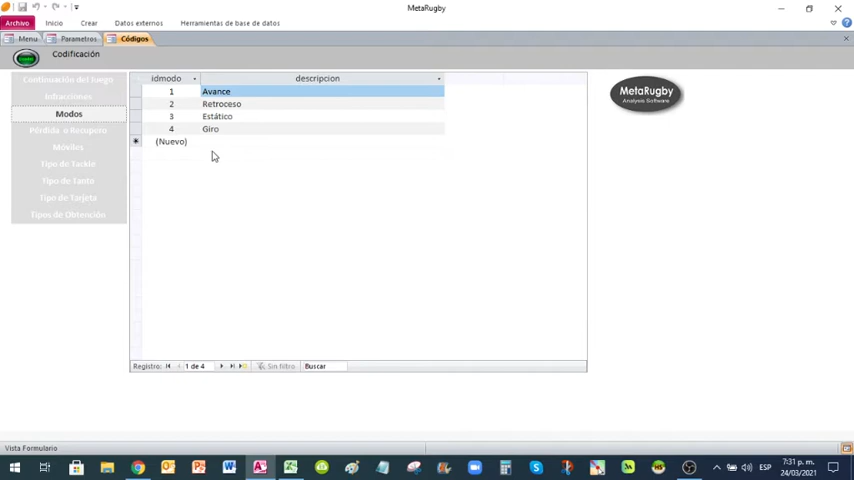 MetaRugby
Archivo Inicio Crear Datos externos Herramientas de base de datos
Menu Parametros Códigos
Codificación
Continuación del Juego
Infracciones
Modos
Pérdida o Recupero
Móviles
Tipo de Tackle
Tipo de Tanto
Tipo de Tarjeta
Tipos de Obtención
idmodo descripcion
1 Avance
2 Retroceso
3 Estático
4 Giro
(Nuevo)
MetaRugby
Analysis Software
Registro: 1 de 4 Sin filtro Buscar
Vista Formulario
ESP
7:31 p. m.
24/03/2021